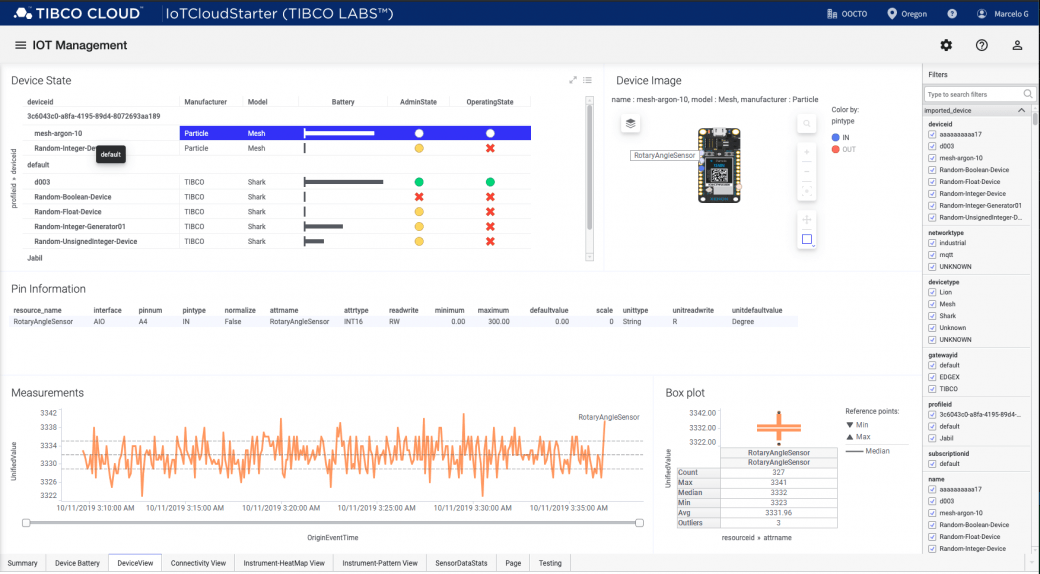 TIBCO CLOUD™ IoTCloudStarter (TIBCO LABS™) OOCTO Oregon ? Marcelo G
IOT Management
Device State
deviceid Manufacturer Model Battery AdminState OperatingState
3c6043c0-a8fa-4195-89d4-8072693aa189
mesh-argon-10 Particle Mesh
Random-Integer-De Particle Mesh
default
default
d003 TIBCO Shark
Random-Boolean-Device TIBCO Shark
Random-Float-Device TIBCO Shark
Random-Integer-Generator01 TIBCO Shark
Random-UnsignedInteger-Device TIBCO Shark
Jabil
profileid » deviceid
Device Image
name : mesh-argon-10, model : Mesh, manufacturer : Particle
RotaryAngleSensor
Color by:
pintype
IN
OUT
Pin Information
resource_name interface pinnum pintype normalize attrname attrtype readwrite minimum maximum defaultvalue scale unittype unitreadwrite unitdefaultvalue
RotaryAngleSensor AIO A4 IN False RotaryAngleSensor INT16 RW 0.00 300.00 0.00 0 String R Degree
Measurements
RotaryAngleSensor
UnifiedValue
3342
3338
3334
3330
3326
3322
10/11/2019 3:10:00 AM 10/11/2019 3:15:00 AM 10/11/2019 3:20:00 AM 10/11/2019 3:25:00 AM 10/11/2019 3:30:00 AM 10/11/2019 3:35:00 AM
OriginEventTime
Box plot
UnifiedValue
3342.00
3332.00
3322.00
RotaryAngleSensor
RotaryAngleSensor
Count 327
Max 3341
Median 3332
Min 3323
Avg 3331.96
Outliers 3
resourceid » attrname
Reference points:
Min
Max
Median
Filters
Type to search filters
imported_device
deviceid
aaaaaaaaaa17
d003
mesh-argon-10
Random-Boolean-Device
Random-Float-Device
Random-Integer-Device
Random-Integer-Generator01
Random-UnsignedInteger-D...
networktype
industrial
mqtt
UNKNOWN
devicetype
Lion
Mesh
Shark
Unknown
UNKNOWN
gatewayid
default
EDGEX
TIBCO
profileid
3c6043c0-a8fa-4195-89d4-...
default
Jabil
subscriptionid
default
name
aaaaaaaaaa17
d003
mesh-argon-10
Random-Boolean-Device
Random-Float-Device
Random-Integer-Device
Summary Device Battery DeviceView Connectivity View Instrument-HeatMap View Instrument-Pattern View SensorDataStats Page Testing